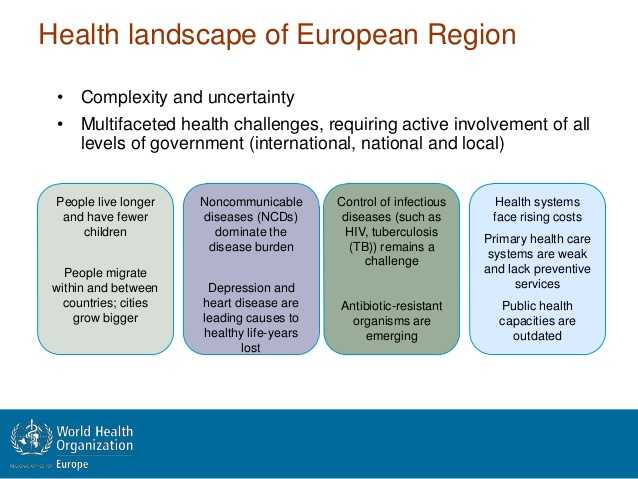 Health landscape of European Region
• Complexity and uncertainty
• Multifaceted health challenges, requiring active involvement of all
levels of government (international, national and local)
People live longer
and have fewer
children
People migrate
within and between
countries; cities
grow bigger
Noncommunicable
diseases (NCDs)
dominate the
disease burden
Depression and
heart disease are
leading causes to
healthy life-years
lost
Control of infectious
diseases (such as
HIV, tuberculosis
(TB)) remains a
challenge
Antibiotic-resistant
organisms are
emerging
Health systems
face rising costs
Primary health care
systems are weak
and lack preventive
services
Public health
capacities are
outdated
World Health
Organization
REGIONAL OFFICE FOR Europe